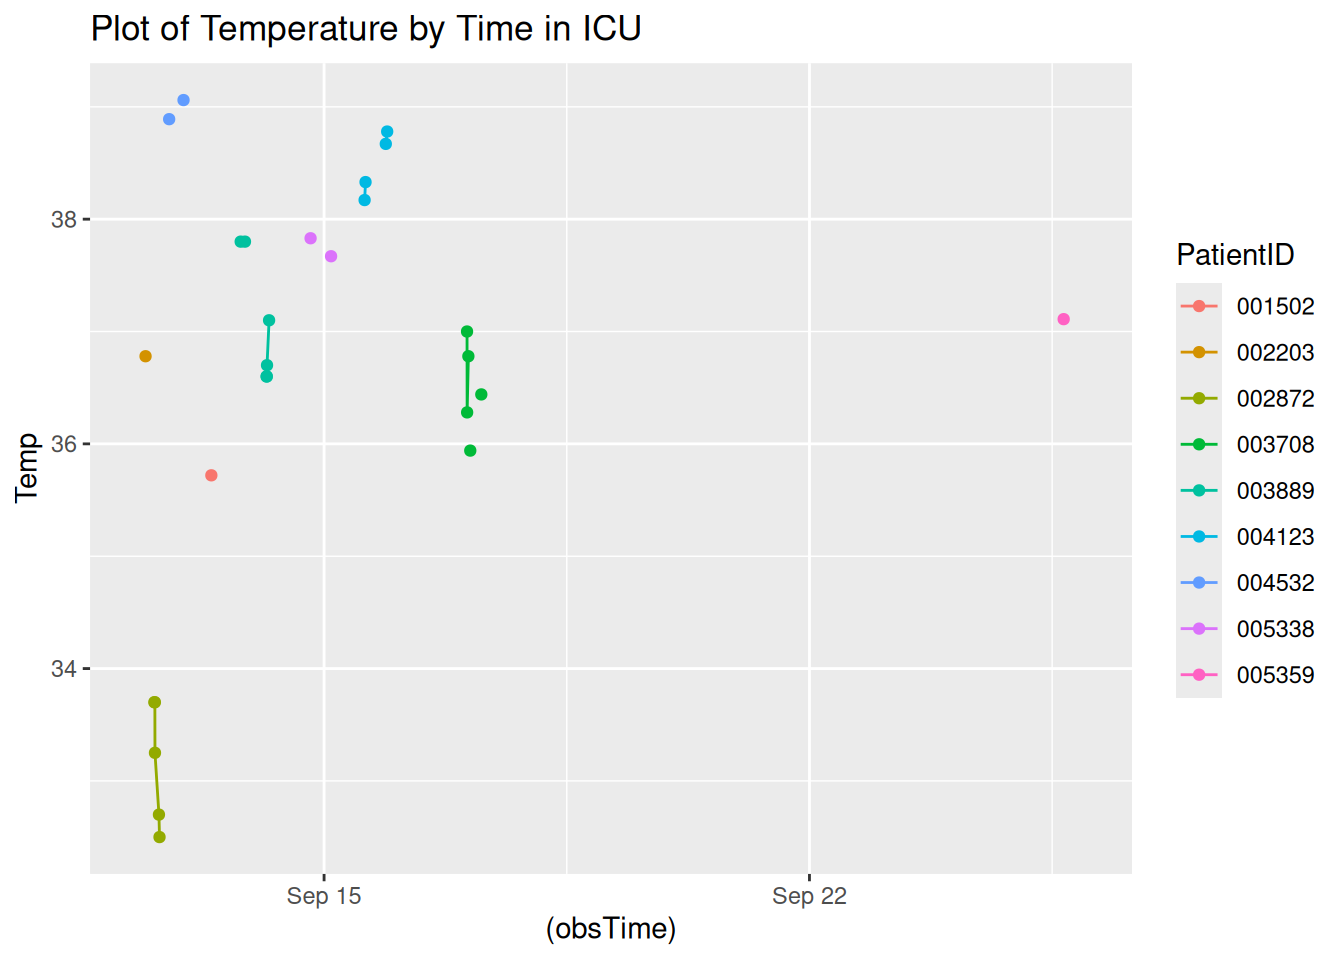 Plot of Temperature by Time in ICU
38
36
34
Temp
Sep 15
Sep 22
(obsTime)
PatientID
001502
002203
002872
003708
003889
004123
004532
005338
005359